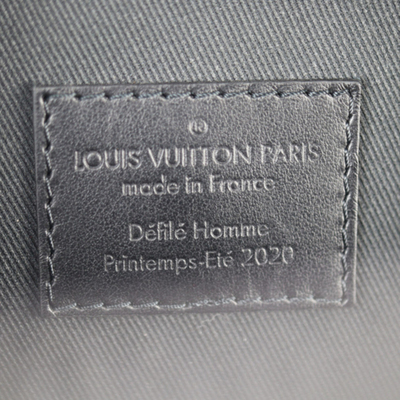 ®
LOUIS VUITTON PARIS
made in France
Défilé Homme
Printemps-Eté 2020